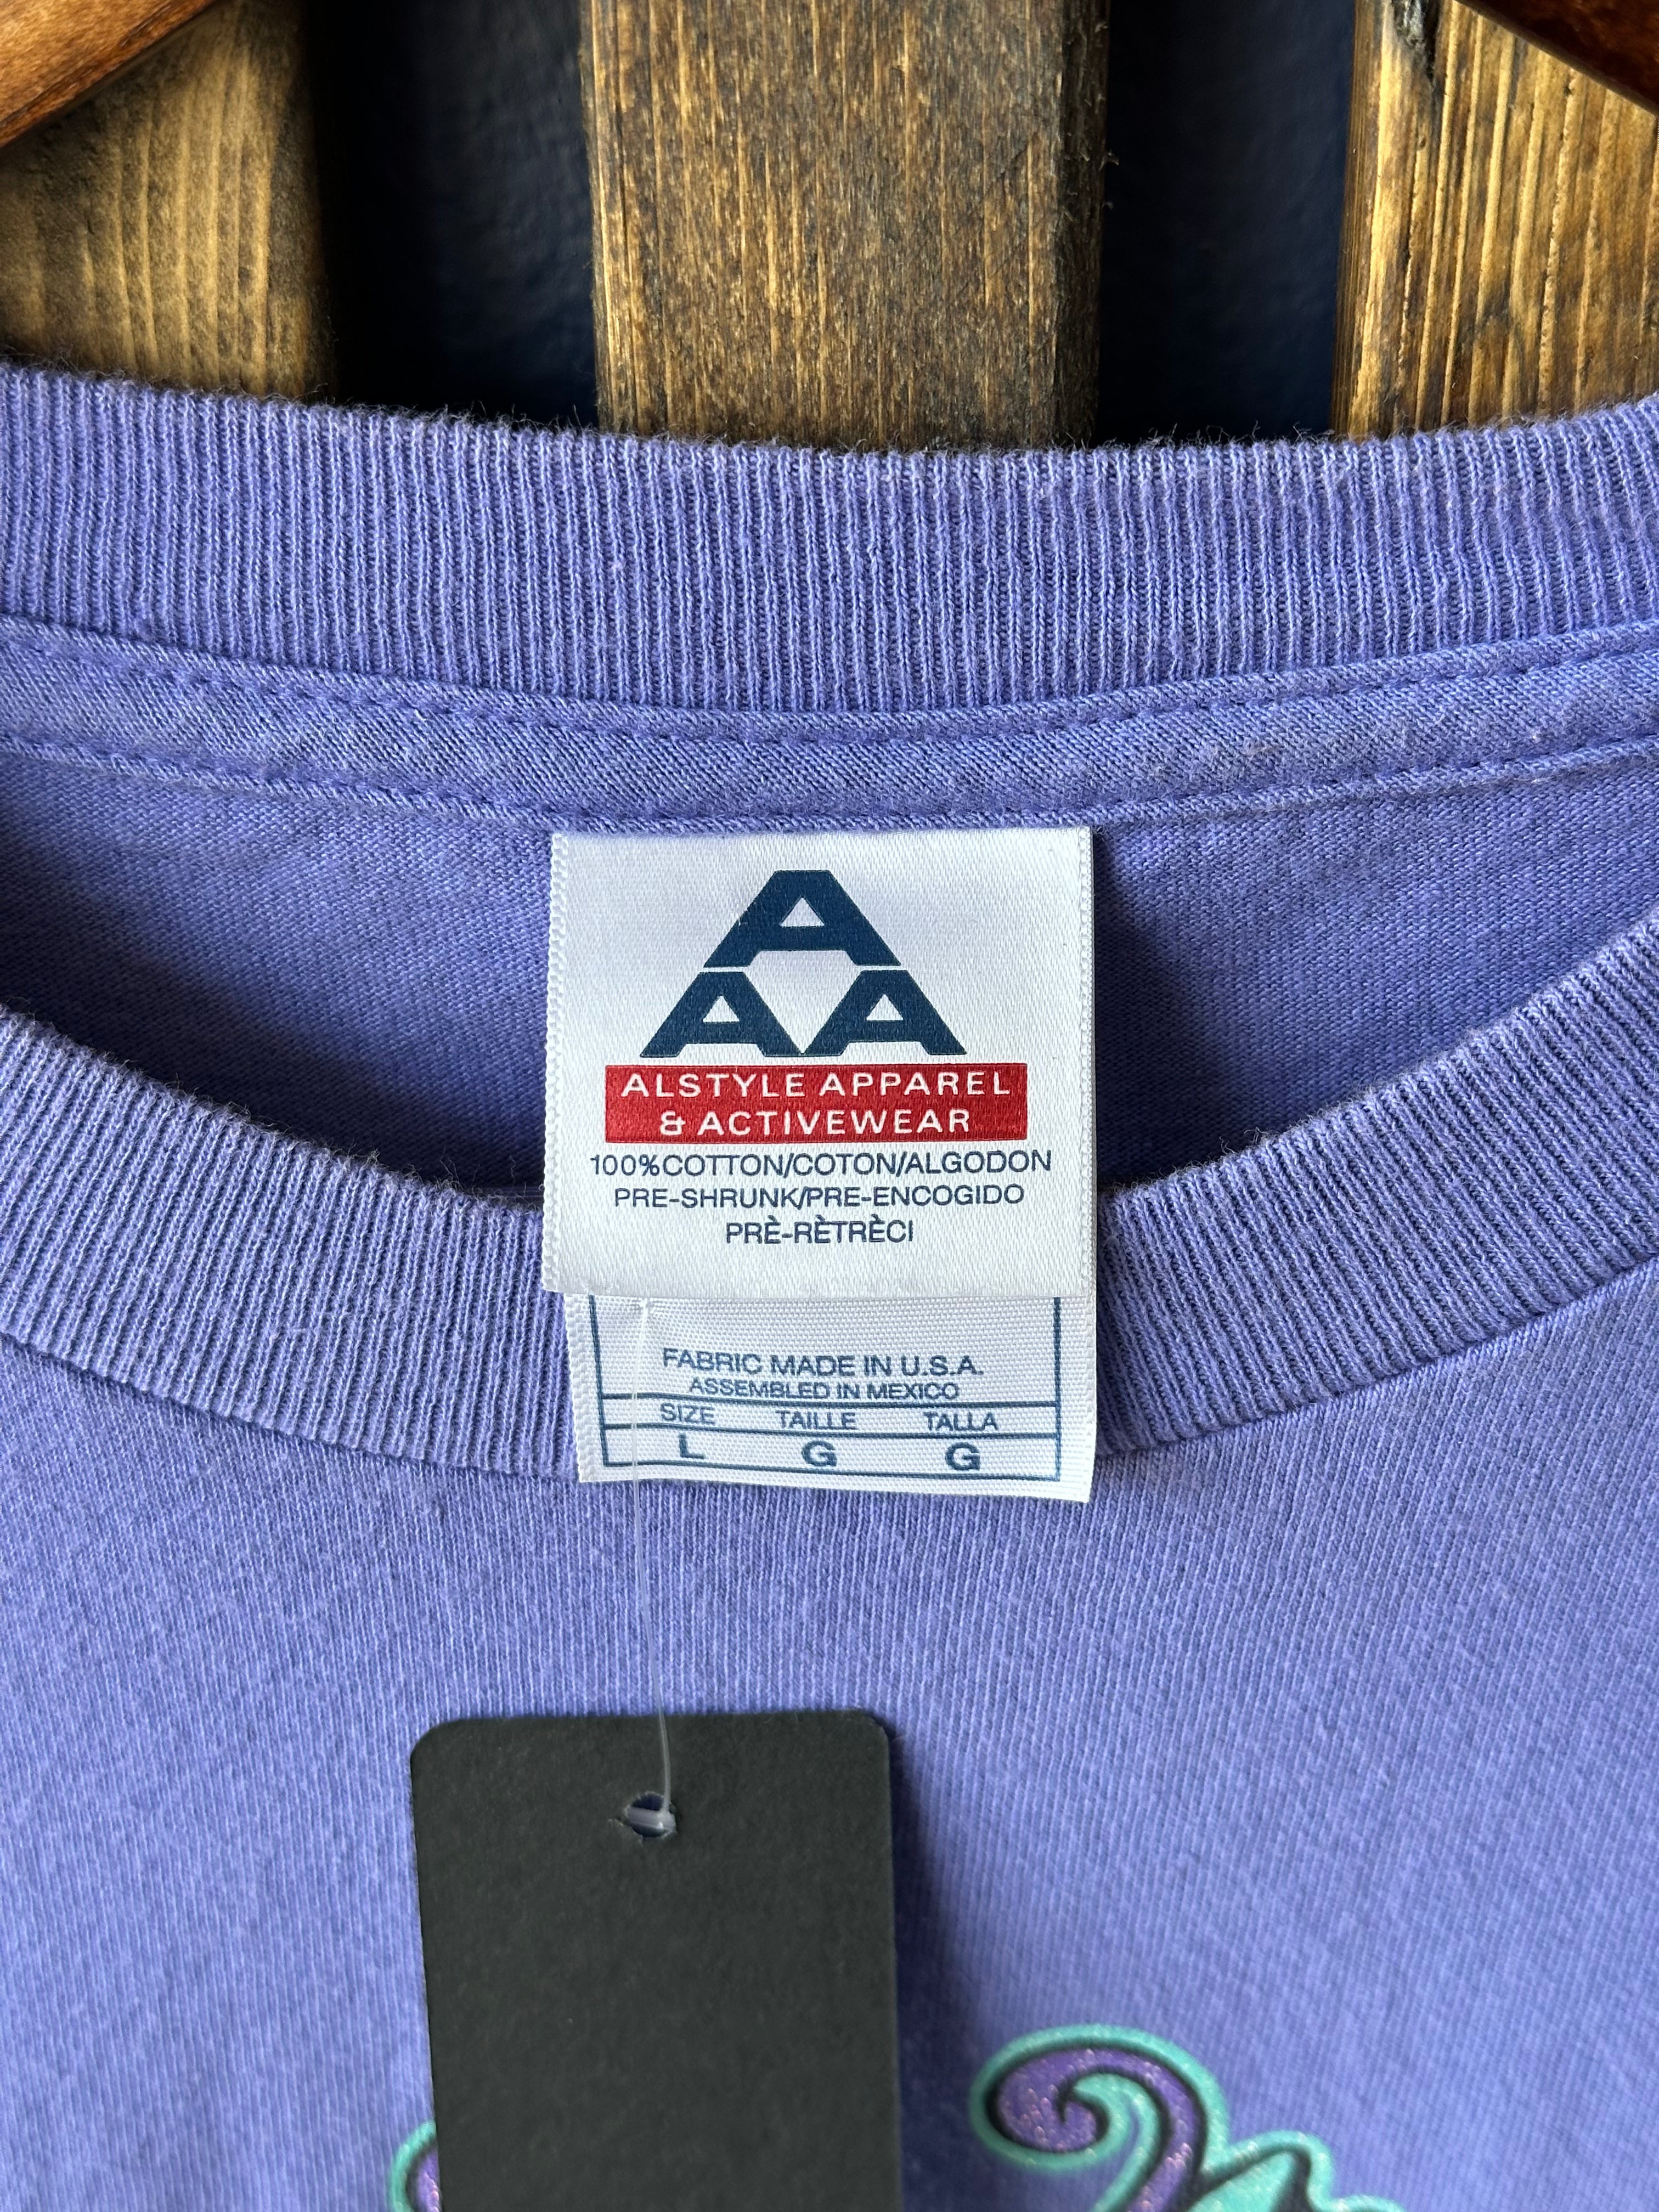 A
AA
ALSTYLE APPAREL
& ACTIVEWEAR
100%COTTON/COTON/ALGODON
PRE-SHRUNK/PRE-ENCOGIDO
PRÈ-RÈTRÈCI
FABRIC MADE IN U.S.A.
ASSEMBLED IN MEXICO
SIZE TAILLE TALLA
L G G